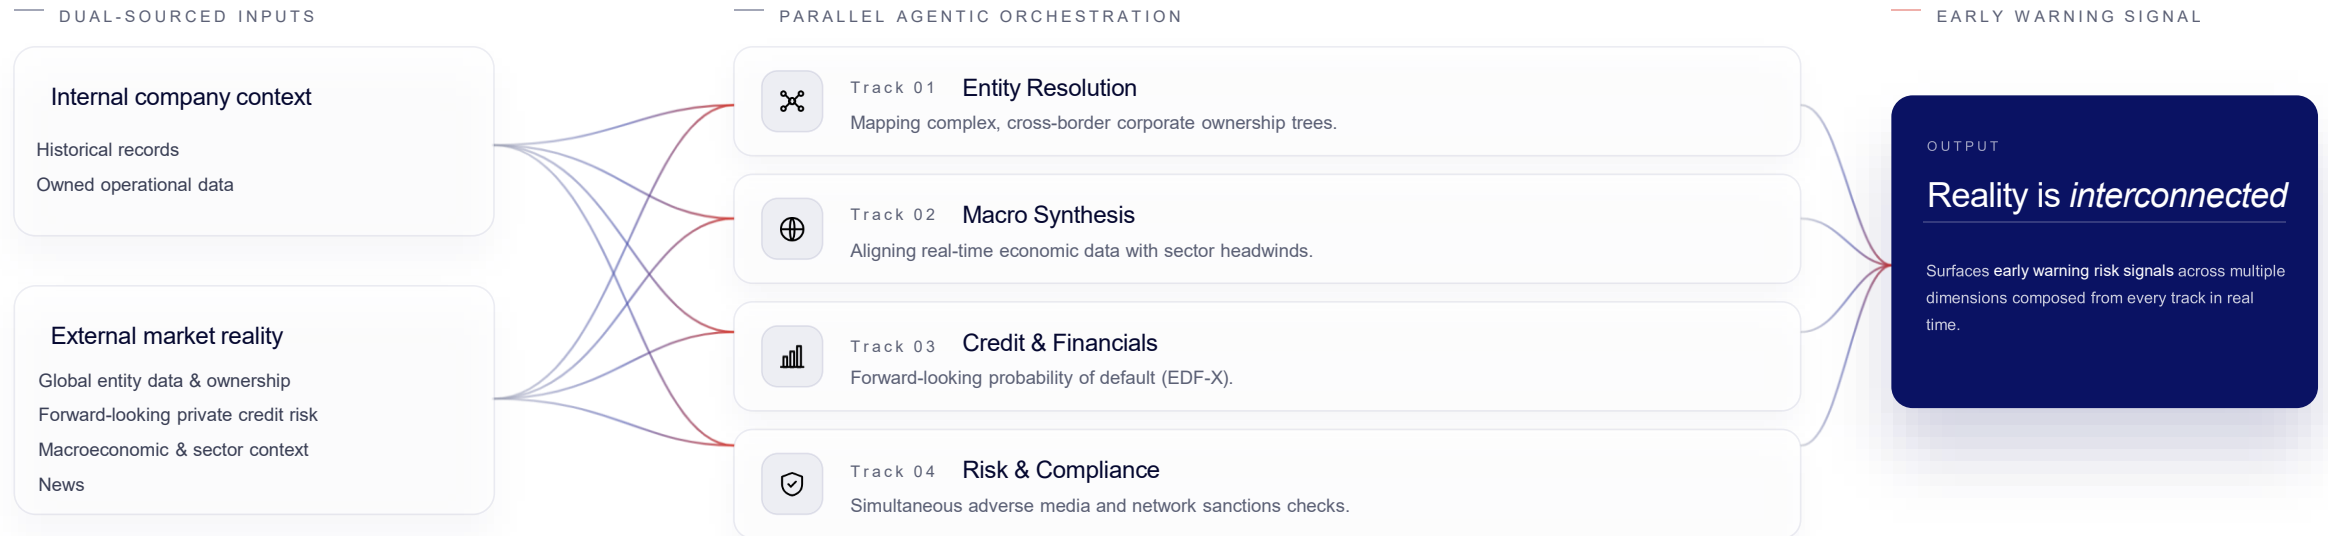 DUAL-SOURCED INPUTS
Internal company context
Historical records
Owned operational data
External market reality
Global entity data & ownership
Forward-looking private credit risk
Macroeconomic & sector context
News
PARALLEL AGENTIC ORCHESTRATION
Track 01 Entity Resolution
Mapping complex, cross-border corporate ownership trees.
Track 02 Macro Synthesis
Aligning real-time economic data with sector headwinds.
Track 03 Credit & Financials
Forward-looking probability of default (EDF-X).
Track 04 Risk & Compliance
Simultaneous adverse media and network sanctions checks.
EARLY WARNING SIGNAL
OUTPUT
Reality is interconnected
Surfaces early warning risk signals across multiple
dimensions composed from every track in real
time.